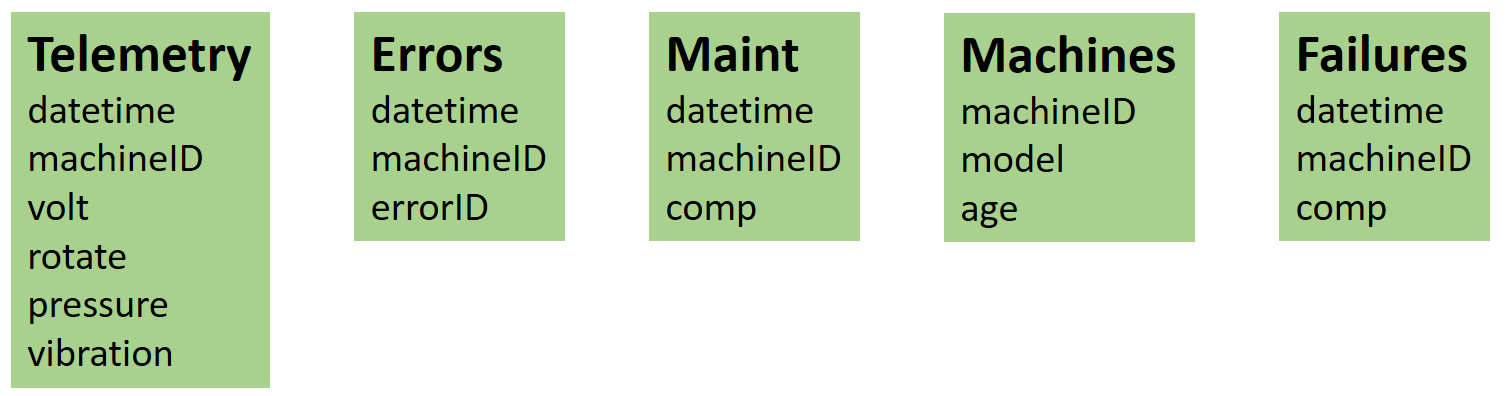 Telemetry
datetime
machineID
volt
rotate
pressure
vibration
Errors
datetime
machineID
errorID
Maint
datetime
machineID
comp
Machines
machineID
model
age
Failures
datetime
machineID
comp